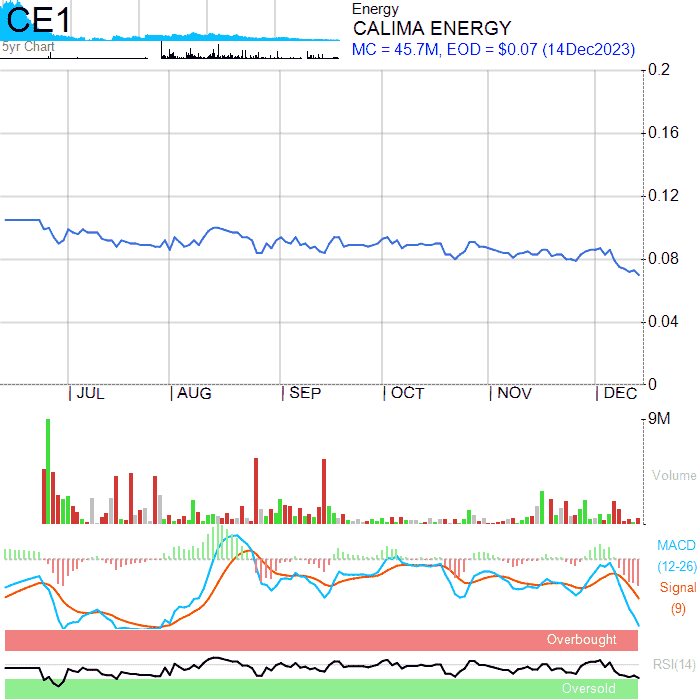 CE1
5yr Chart
Energy
CALIMA ENERGY
MC = 45.7M, EOD = $0.07 (14Dec2023)
0.2
0.16
0.12
0.08
0.04
0
JUL AUG SEP OCT NOV DEC
9M
Volume
MACD
(12-26)
Signal
(9)
Overbought
RSI(14)
Oversold